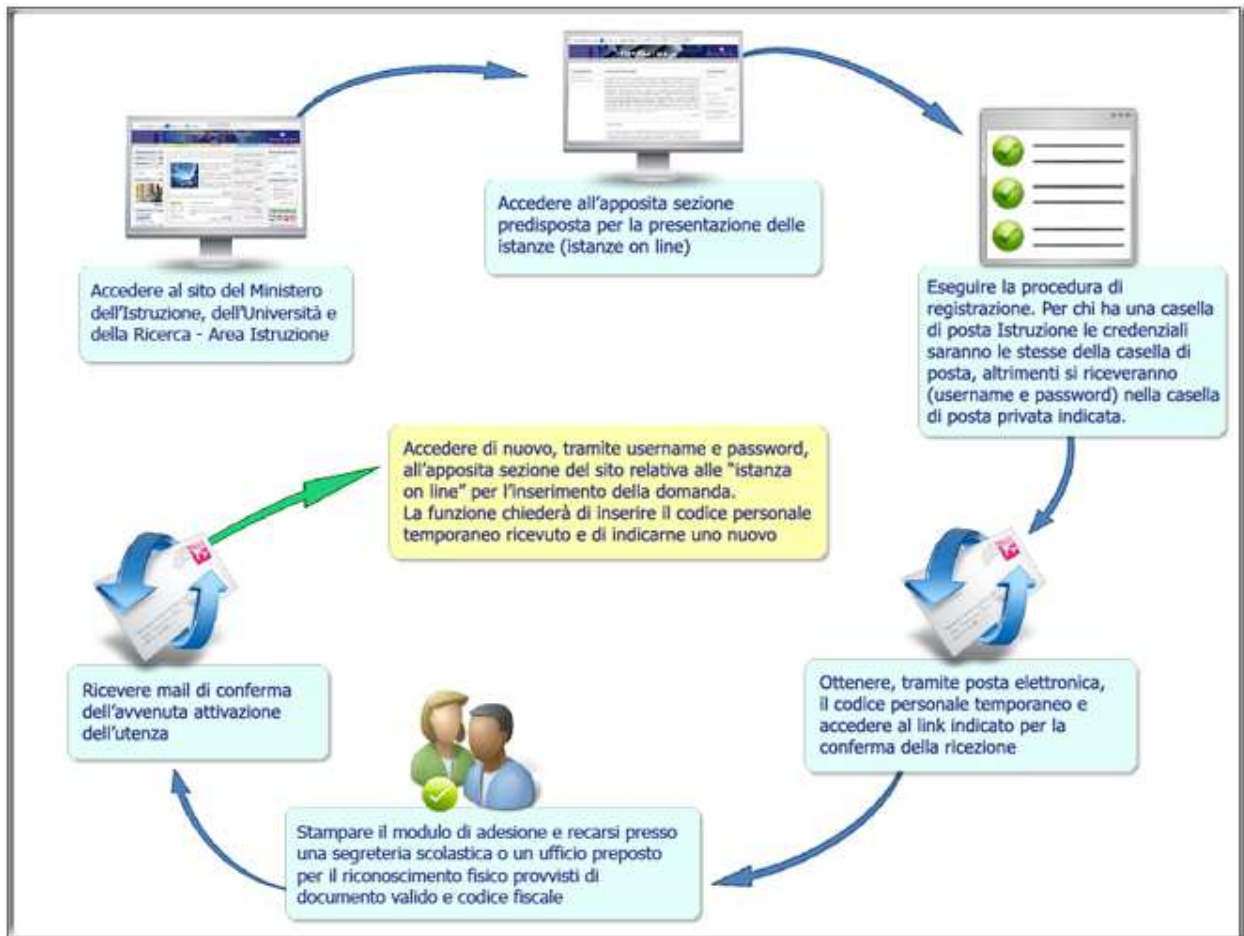 Accedere al sito del Ministero
dell'Istruzione, dell'Università e
della Ricerca - Area Istruzione
Accedere all'apposita sezione
predisposta per la presentazione delle
istanze (istanze on line)
Eseguire la procedura di
registrazione. Per chi ha una casella
di posta Istruzione le credenziali
saranno le stesse della casella di
posta, altrimenti si riceveranno
(username e password) nella casella
di posta privata indicata.
Ottenere, tramite posta elettronica,
il codice personale temporaneo e
accedere al link indicato per la
conferma della ricezione
Stampare il modulo di adesione e recarsi presso
una segreteria scolastica o un ufficio preposto
per il riconoscimento fisico provvisti di
documento valido e codice fiscale
Ricevere mail di conferma
dell'avvenuta attivazione
dell'utenza
Accedere di nuovo, tramite username e password,
all'apposita sezione del sito relativa alle "istanza
on line" per l'inserimento della domanda.
La funzione chiederà di inserire il codice personale
temporaneo ricevuto e di indicarne uno nuovo